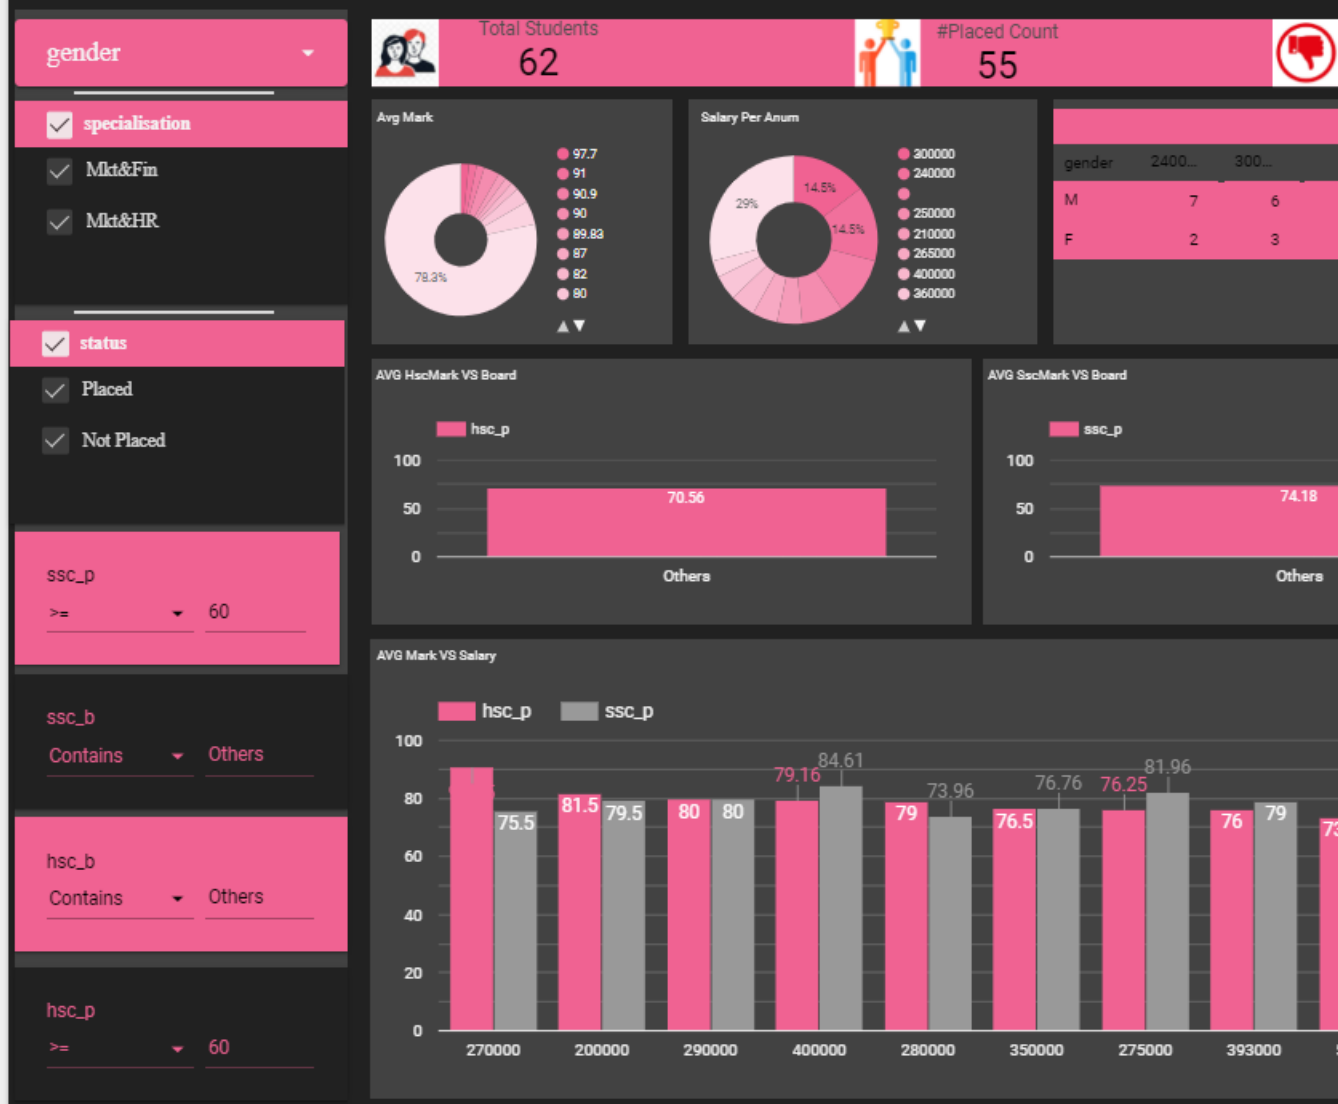 gender
specialisation
Mkt&Fin
Mkt&HR
status
Placed
Not Placed
ssc_p
>= 60
ssc_b
Contains Others
hsc_b
Contains Others
hsc_p
>= 60
Total Students
62
#Placed Count
55
Avg Mark
97.7
91
90.9
90
89.83
87
82
80
78.3%
Salary Per Anum
300000
240000
250000
210000
265000
400000
360000
14.5%
14.5%
29%
gender 2400... 300...
M 7 6
F 2 3
AVG HscMark VS Board
hsc_p
100
50
0
70.56
Others
AVG SscMark VS Board
ssc_p
100
50
0
74.18
Others
AVG Mark VS Salary
hsc_p ssc_p
100
80
60
40
20
0
75.5 81.5 79.5 80 80 79.16 84.61 79 73.96 76.5 76.76 76.25 81.96 76 79
270000 200000 290000 400000 280000 350000 275000 393000